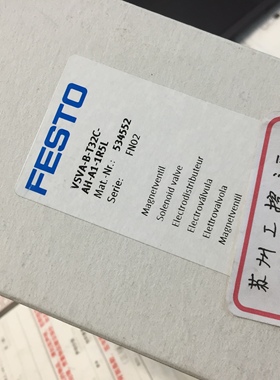 FESTO
VSVA-B-T32C-
AH-A1-1R5L
Mat.-Nr.: 534552
Serie: FN02
Magnetventil
Solenoid valve
Electrodistributeur
Electroválvula
Elettrovalvola
Magnetventil
苏州工控